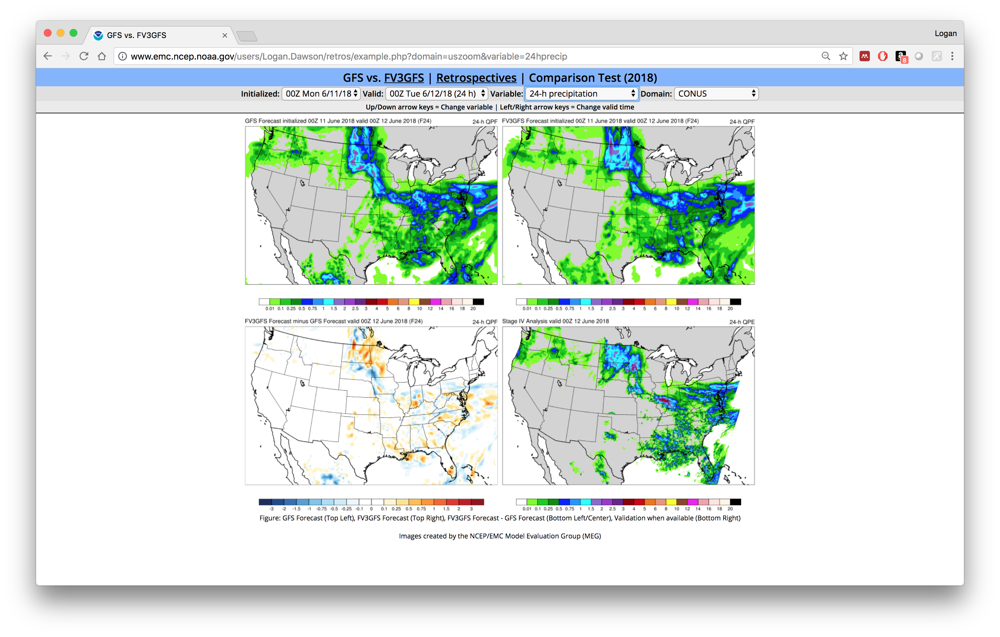 GFS vs. FV3GFS
Logan
www.emc.ncep.noaa.gov/users/Logan.Dawson/retros/example.php?domain=uszoom&variable=24hprecip
8
GFS vs. FV3GFS | Retrospectives | Comparison Test (2018)
Initialized: 00Z Mon 6/11/18 Valid: 00Z Tue 6/12/18 (24 h) Variable: 24-h precipitation Domain: CONUS
Up/Down arrow keys = Change variable | Left/Right arrow keys = Change valid time
GFS Forecast initialized 00Z 11 June 2018 valid 00Z 12 June 2018 (F24) 24-h QPF
FV3GFS Forecast initialized 00Z 11 June 2018 valid 00Z 12 June 2018 (F24) 24-h QPF
0.01 0.1 0.25 0.5 0.75 1 1.5 2 2.5 3 4 5 6 8 10 12 14 16 18 20
0.01 0.1 0.25 0.5 0.75 1 1.5 2 2.5 3 4 5 6 8 10 12 14 16 18 20
FV3GFS Forecast minus GFS Forecast valid 00Z 12 June 2018 (F24) 24-h QPF
Stage IV Analysis valid 00Z 12 June 2018 24-h QPE
-3 -2 -1.5 -1 -0.75 -0.5 -0.25 -0.1 0 0.1 0.25 0.5 0.75 1 1.5 2 3
0.01 0.1 0.25 0.5 0.75 1 1.5 2 2.5 3 4 5 6 8 10 12 14 16 18 20
Figure: GFS Forecast (Top Left), FV3GFS Forecast (Top Right), FV3GFS Forecast - GFS Forecast (Bottom Left/Center), Validation when available (Bottom Right)
Images created by the NCEP/EMC Model Evaluation Group (MEG)